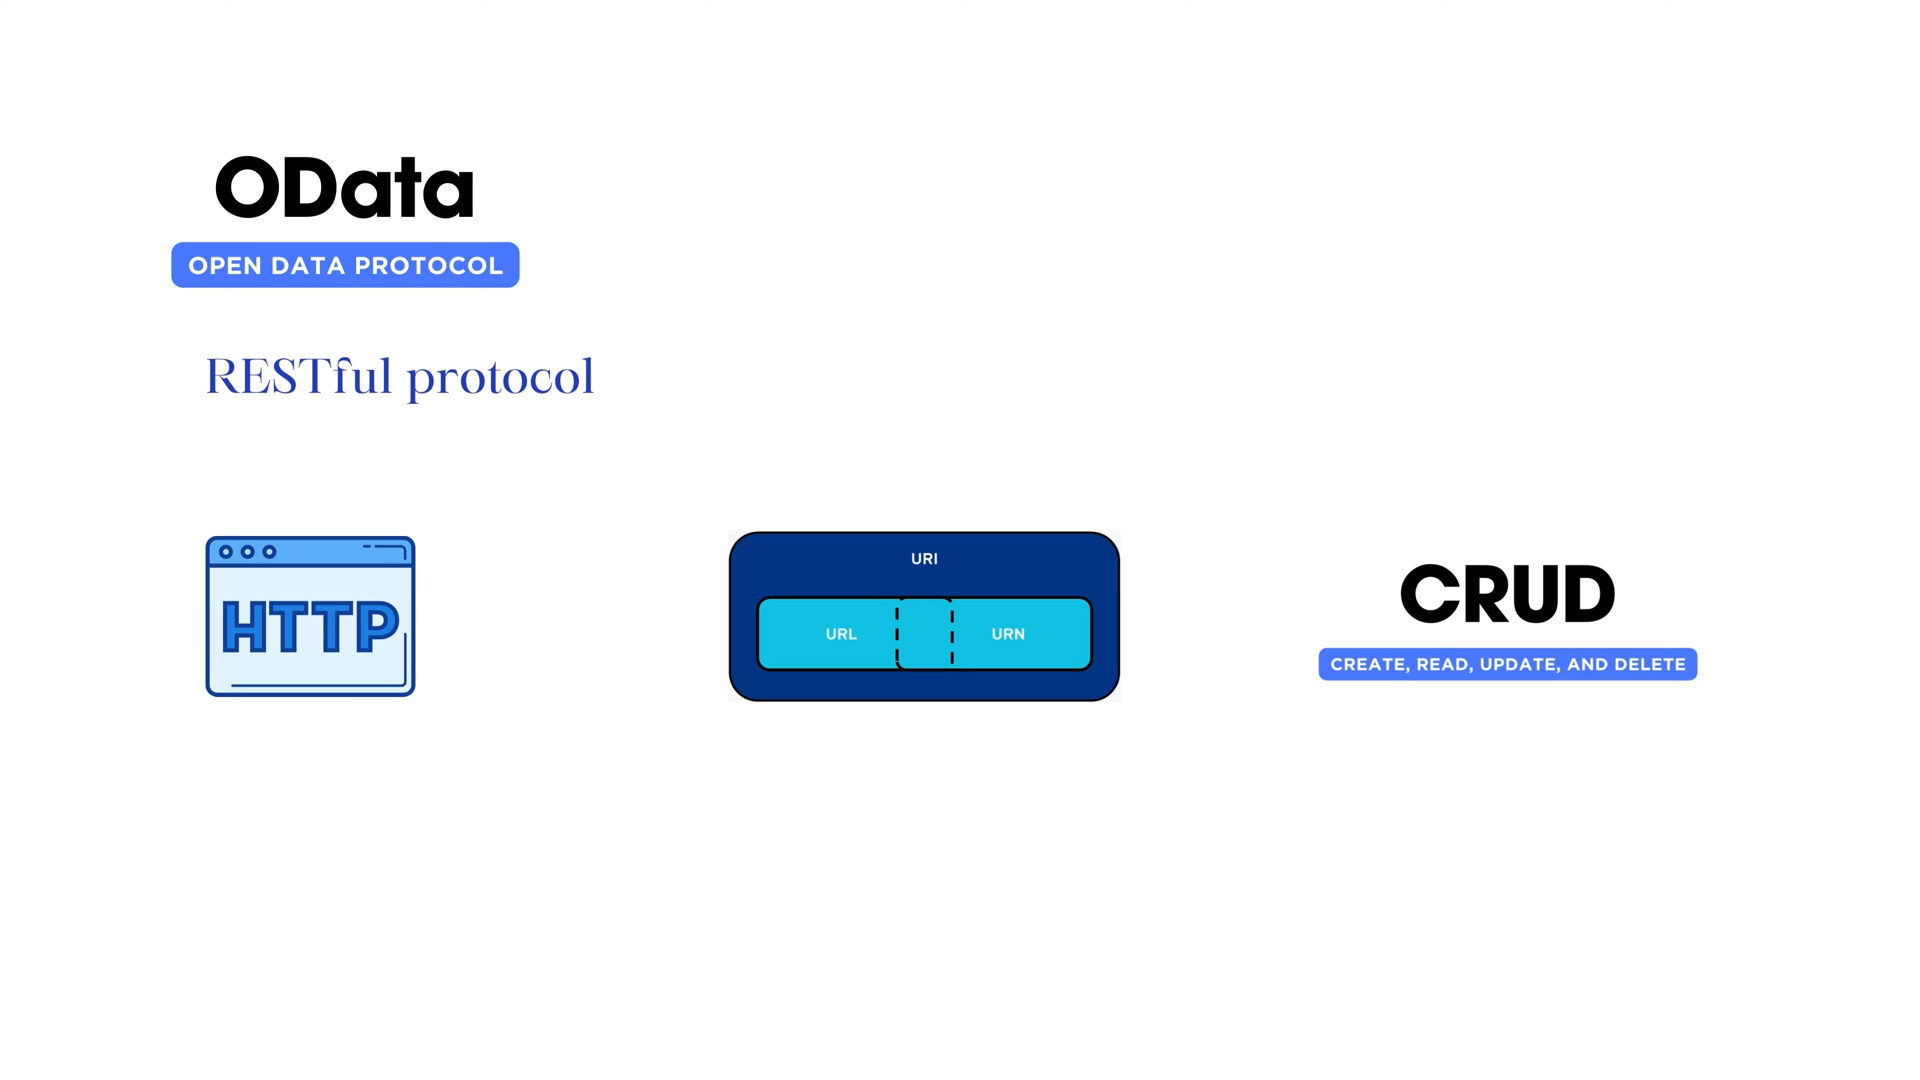 OData
OPEN DATA PROTOCOL
RESTful protocol
HTTP
URI
URL
URN
CRUD
CREATE, READ, UPDATE, AND DELETE